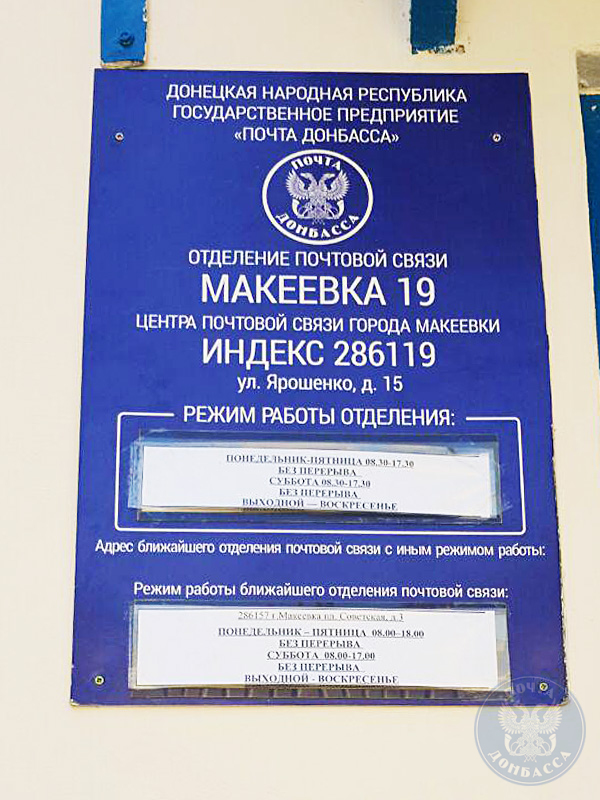 ДОНЕЦКАЯ НАРОДНАЯ РЕСПУБЛИКА
ГОСУДАРСТВЕННОЕ ПРЕДПРИЯТИЕ
«ПОЧТА ДОНБАССА»
ПОЧТА
ДОНБАССА
ОТДЕЛЕНИЕ ПОЧТОВОЙ СВЯЗИ
МАКЕЕВКА 19
ЦЕНТРА ПОЧТОВОЙ СВЯЗИ ГОРОДА МАКЕЕВКИ
ИНДЕКС 286119
ул. Ярошенко, д. 15
РЕЖИМ РАБОТЫ ОТДЕЛЕНИЯ:
ПОНЕДЕЛЬНИК-ПЯТНИЦА 08.30-17.30
БЕЗ ПЕРЕРЫВА
СУББОТА 08.30-17.30
БЕЗ ПЕРЕРЫВА
ВЫХОДНОЙ — ВОСКРЕСЕНЬЕ
Адрес ближайшего отделения почтовой связи с иным режимом работы:
Режим работы ближайшего отделения почтовой связи:
286157 г.Макеевка пл. Советская, д.3
ПОНЕДЕЛЬНИК – ПЯТНИЦА 08.00–18.00
БЕЗ ПЕРЕРЫВА
СУББОТА 08.00-17.00
БЕЗ ПЕРЕРЫВА
ВЫХОДНОЙ - ВОСКРЕСЕНЬЕ
ПОЧТА
ДОНБАССА